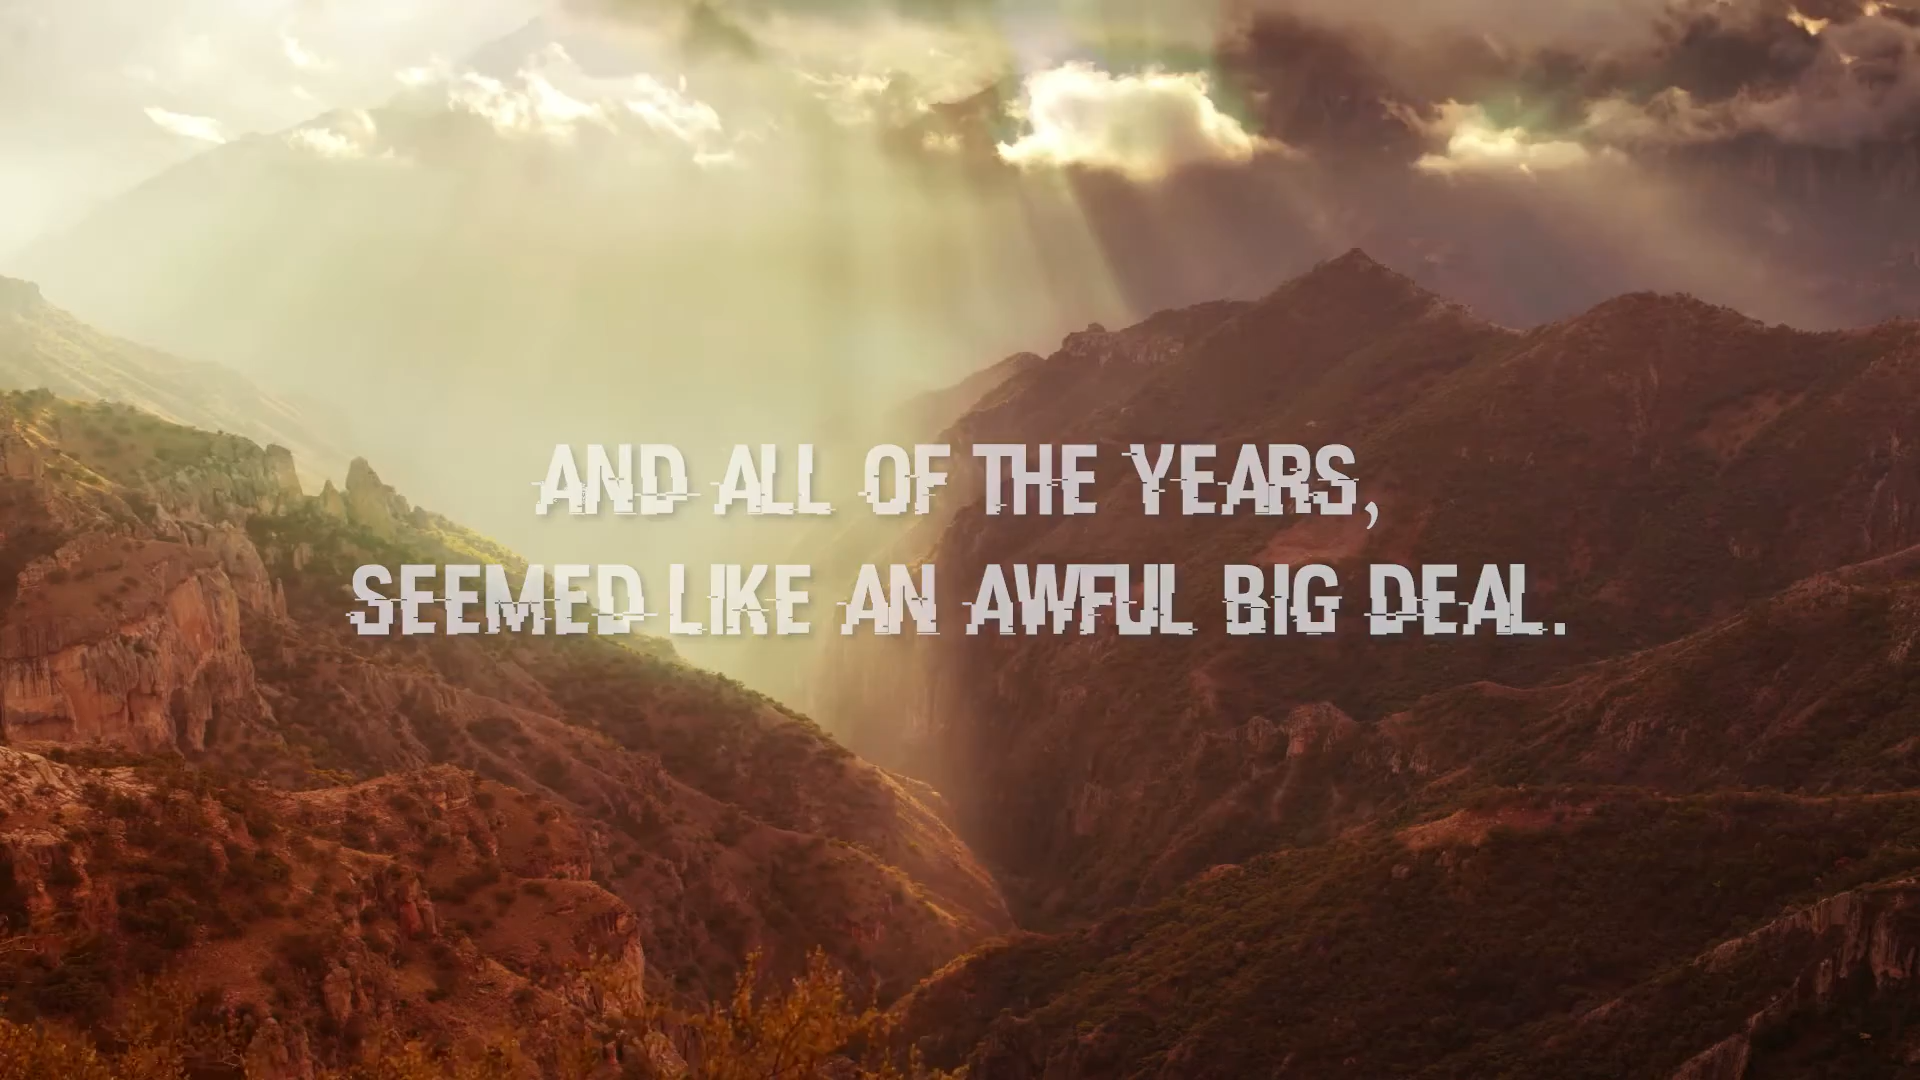 AND ALL OF THE YEARS,
SEEMED LIKE AN AWFUL BIG DEAL.